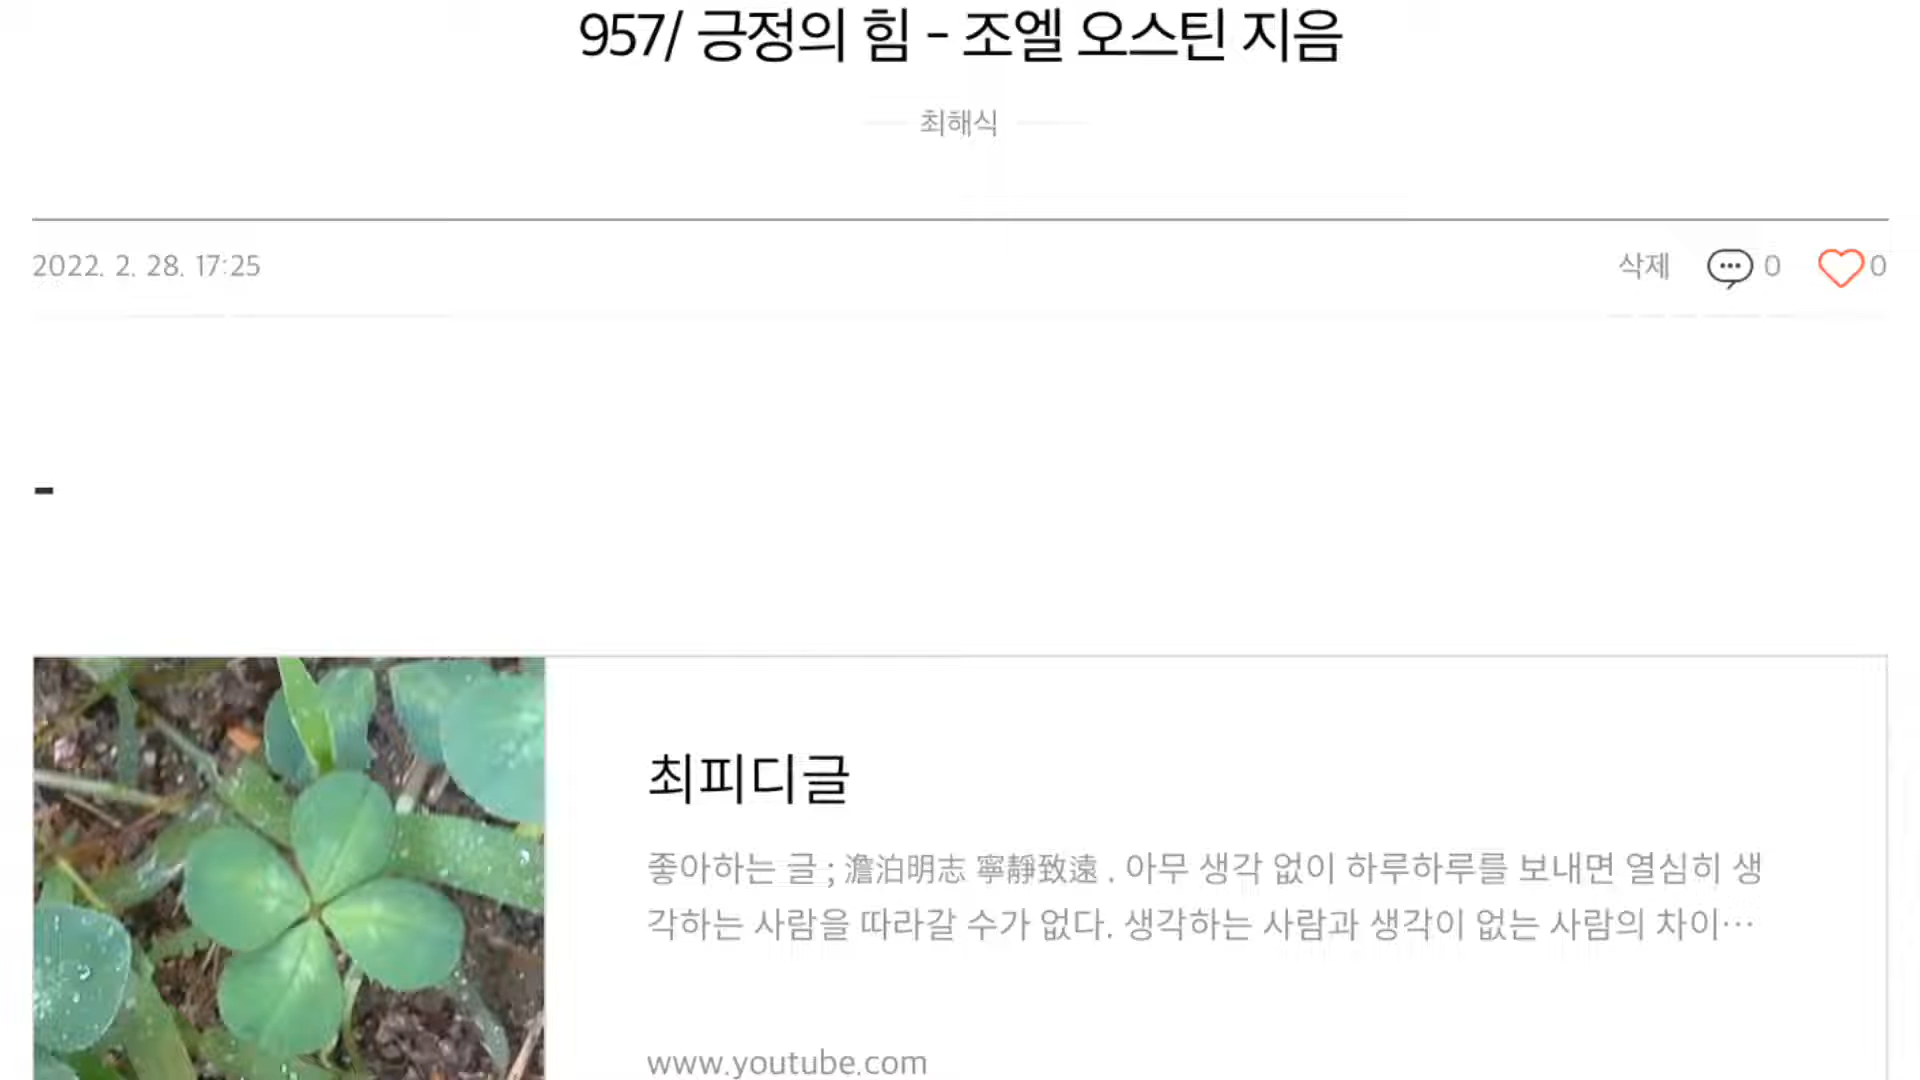 957/ 긍정의 힘 - 조엘 오스틴 지음
최해식
2022. 2. 28. 17:25
삭제 0 0
-
최피디글
좋아하는 글 ; 澹泊明志 寧靜致遠 . 아무 생각 없이 하루하루를 보내면 열심히 생
각하는 사람을 따라갈 수가 없다. 생각하는 사람과 생각이 없는 사람의 차이…
www.youtube.com